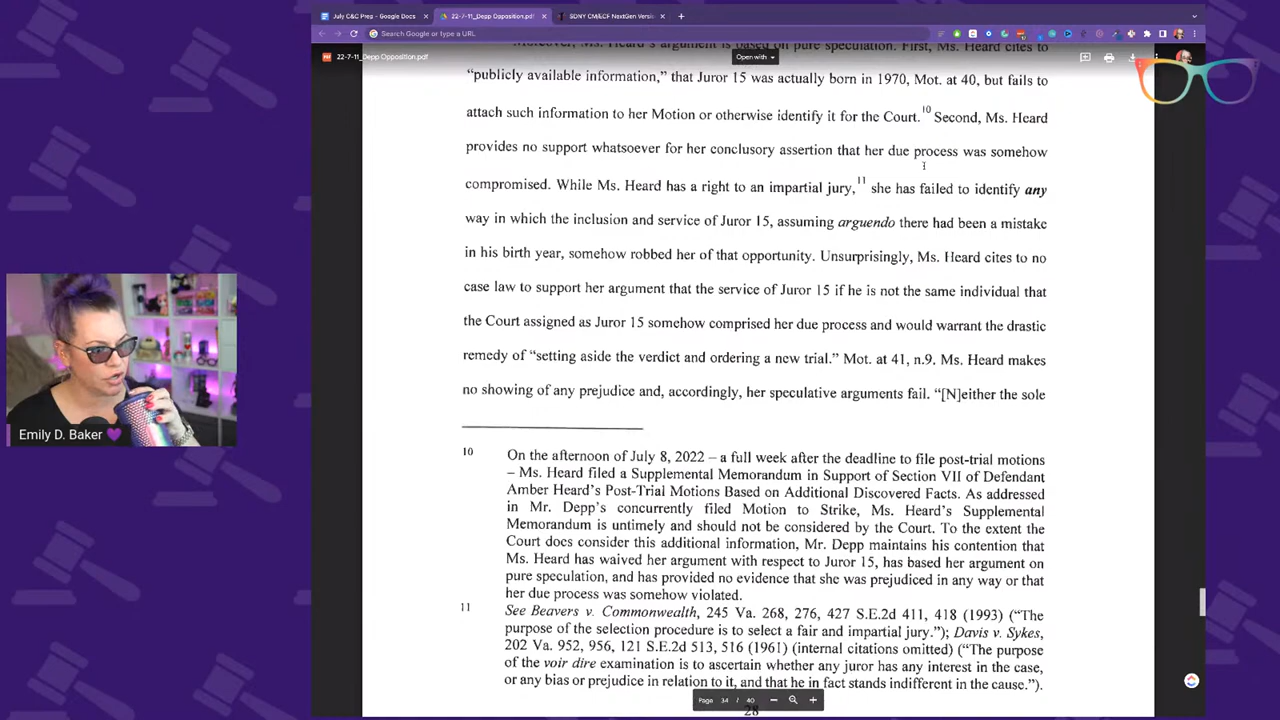 July C&C Prep - Google Docs
22-7-11_Depp Opposition.pdf
SDNY CM/ECF NextGen Version
Search Google or type a URL
22-7-11_Depp Opposition.pdf
Open with
Moreover, Ms. Heard's argument is based on pure speculation. First, Ms. Heard cites to
“publicly available information,” that Juror 15 was actually born in 1970, Mot. at 40, but fails to
attach such information to her Motion or otherwise identify it for the Court.10 Second, Ms. Heard
provides no support whatsoever for her conclusory assertion that her due process was somehow
compromised. While Ms. Heard has a right to an impartial jury,11 she has failed to identify any
way in which the inclusion and service of Juror 15, assuming arguendo there had been a mistake
in his birth year, somehow robbed her of that opportunity. Unsurprisingly, Ms. Heard cites to no
case law to support her argument that the service of Juror 15 if he is not the same individual that
the Court assigned as Juror 15 somehow comprised her due process and would warrant the drastic
remedy of “setting aside the verdict and ordering a new trial.” Mot. at 41, n.9. Ms. Heard makes
no showing of any prejudice and, accordingly, her speculative arguments fail. “[N]either the sole
10 On the afternoon of July 8, 2022 – a full week after the deadline to file post-trial motions
– Ms. Heard filed a Supplemental Memorandum in Support of Section VII of Defendant
Amber Heard's Post-Trial Motions Based on Additional Discovered Facts. As addressed
in Mr. Depp's concurrently filed Motion to Strike, Ms. Heard's Supplemental
Memorandum is untimely and should not be considered by the Court. To the extent the
Court does consider this additional information, Mr. Depp maintains his contention that
Ms. Heard has waived her argument with respect to Juror 15, has based her argument on
pure speculation, and has provided no evidence that she was prejudiced in any way or that
her due process was somehow violated.
11 See Beavers v. Commonwealth, 245 Va. 268, 276, 427 S.E.2d 411, 418 (1993) (“The
purpose of the selection procedure is to select a fair and impartial jury.”); Davis v. Sykes,
202 Va. 952, 956, 121 S.E.2d 513, 516 (1961) (internal citations omitted) (“The purpose
of the voir dire examination is to ascertain whether any juror has any interest in the case,
or any bias or prejudice in relation to it, and that he in fact stands indifferent in the cause.”).
Page 34 / 40
28
Emily D. Baker 💜